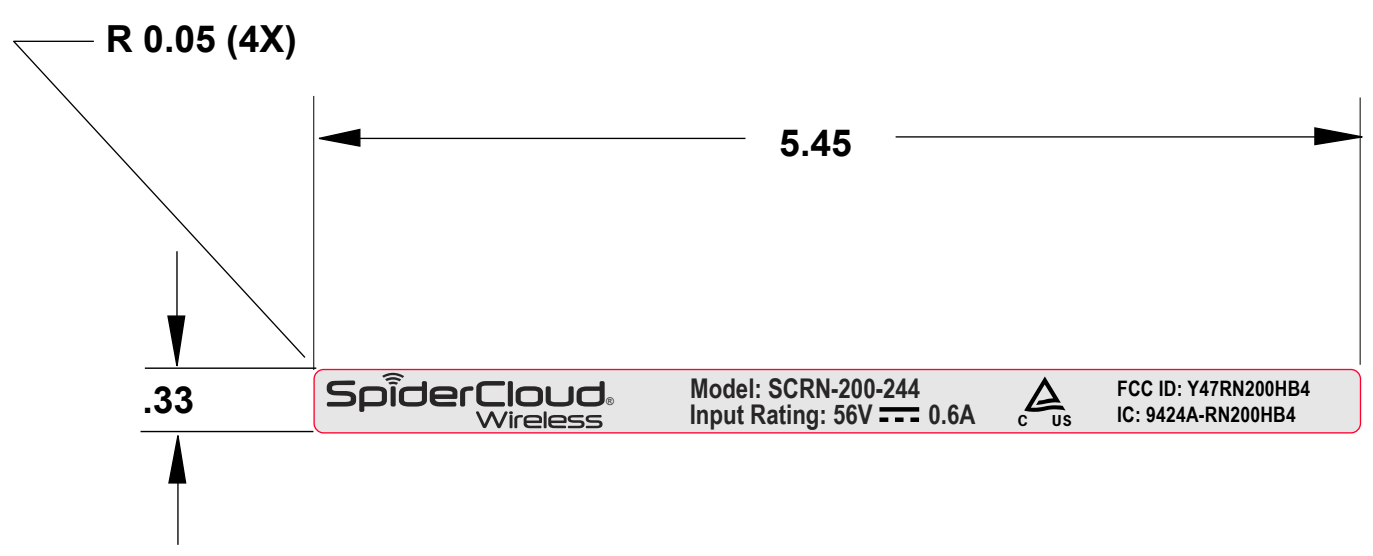 R 0.05 (4X)
5.45
.33
SpiderCloud®
Wireless
Model: SCRN-200-244
Input Rating: 56V ⎓ 0.6A
C US
FCC ID: Y47RN200HB4
IC: 9424A-RN200HB4